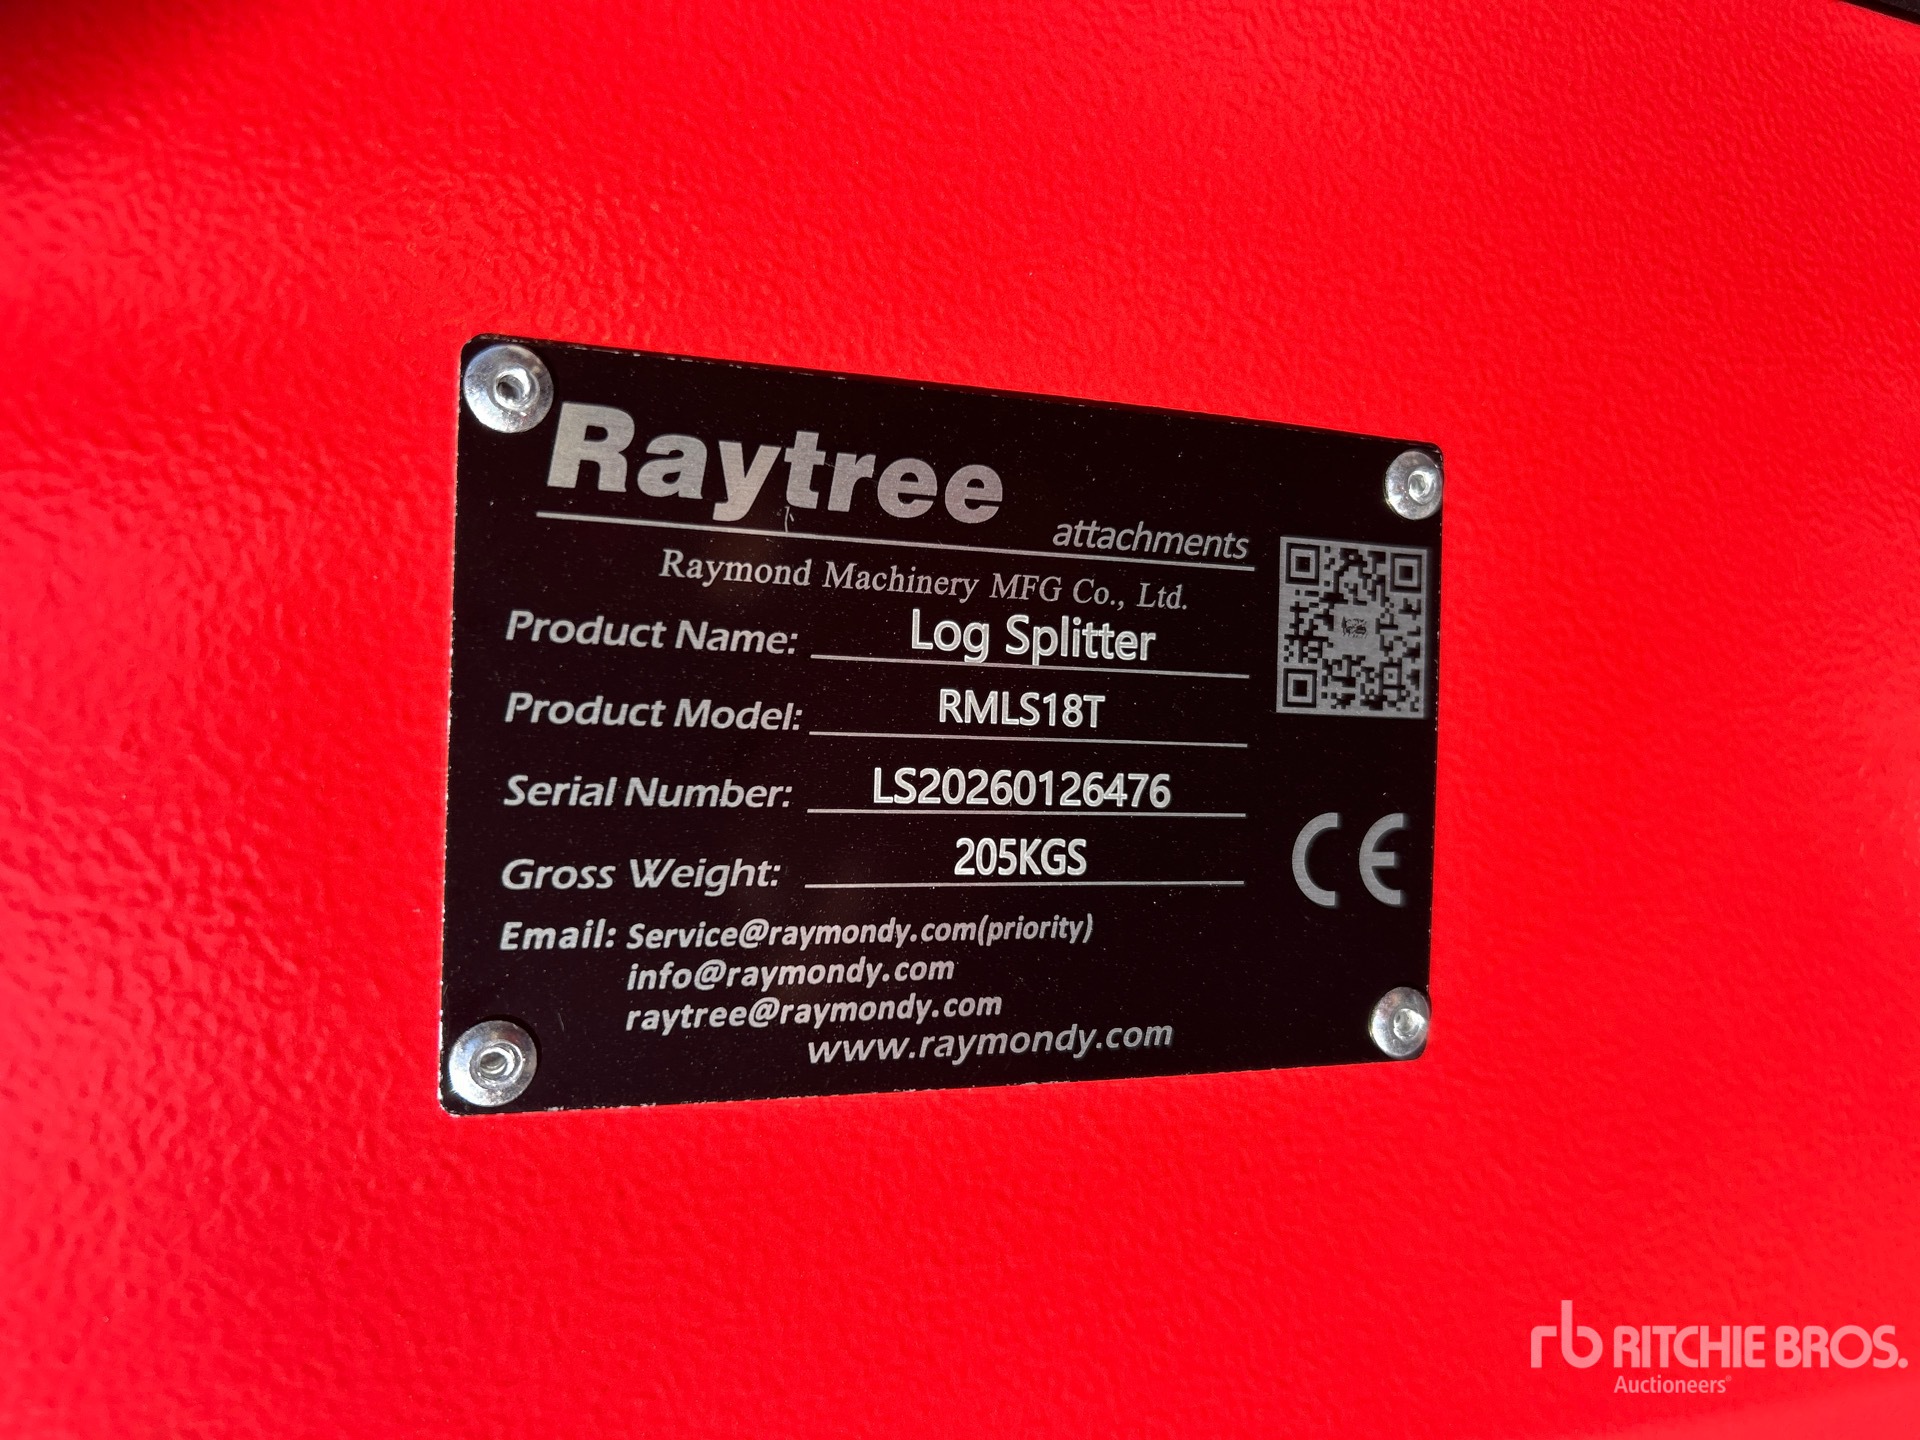 Raytree
attachments
Raymond Machinery MFG Co., Ltd.
Product Name: Log Splitter
Product Model: RMLS18T
Serial Number: LS20260126476
Gross Weight: 205KGS
Email: Service@raymondy.com(priority)
info@raymondy.com
raytree@raymondy.com
www.raymondy.com
CE
rb RITCHIE BROS.
Auctioneers